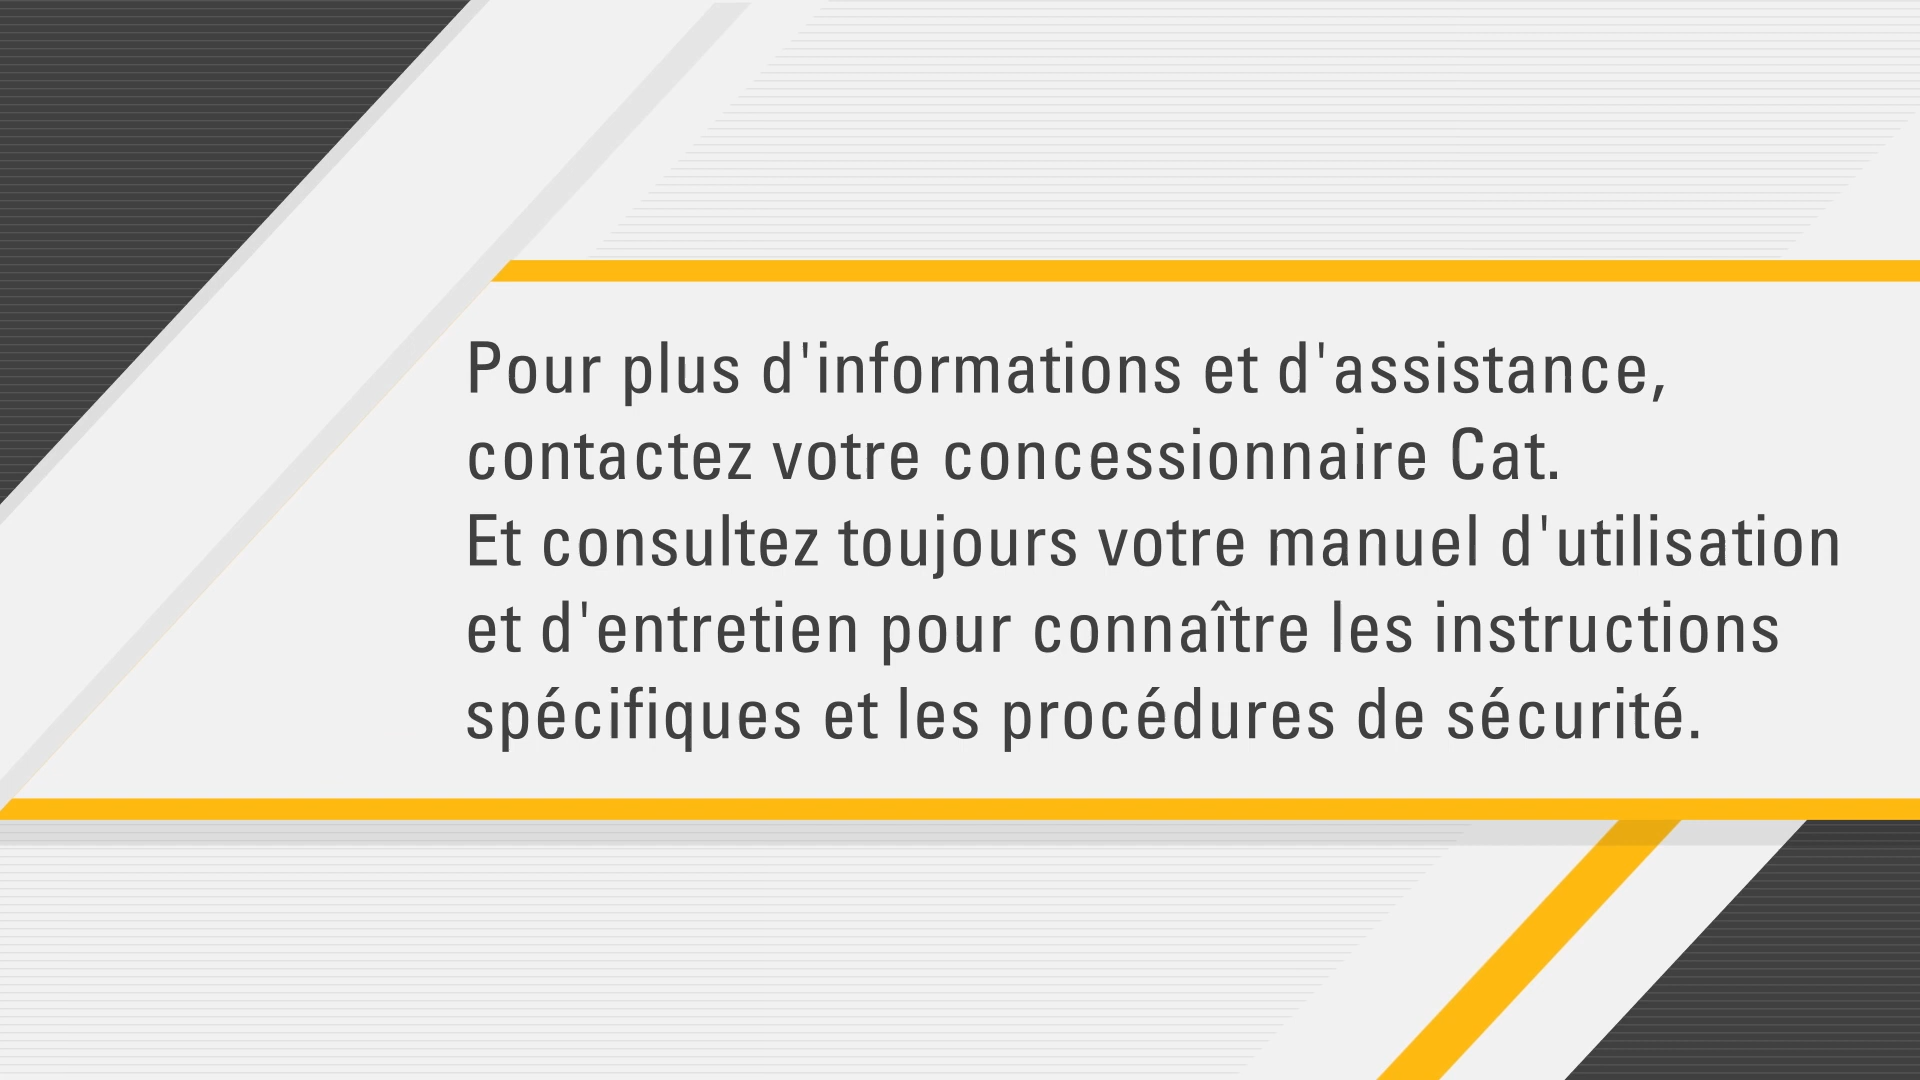 Pour plus d'informations et d'assistance,
contactez votre concessionnaire Cat.
Et consultez toujours votre manuel d'utilisation
et d'entretien pour connaître les instructions
spécifiques et les procédures de sécurité.